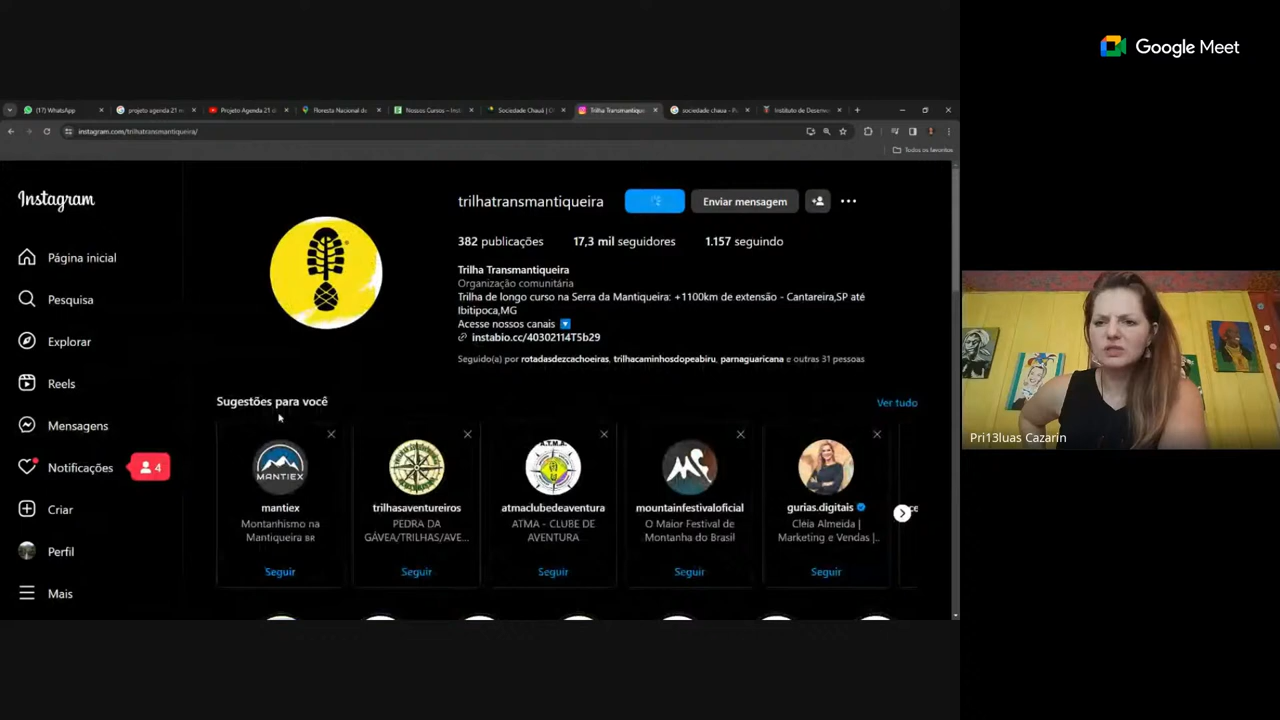 Google Meet
(17) WhatsApp
projeto agenda 21 n
Projeto Agenda 21 d
Floresta Nacional de
Nossos Cursos – Inst
Sociedade Chauá | C
Trilha Transmantiqueira
sociedade chaua - P
Instituto de Desenv
instagram.com/trilhatransmantiqueira/
Todos os favoritos
Instagram
Página inicial
Pesquisa
Explorar
Reels
Mensagens
Notificações
4
Criar
Perfil
Mais
trilhatransmantiqueira
Enviar mensagem
382 publicações 17,3 mil seguidores 1.157 seguindo
Trilha Transmantiqueira
Organização comunitária
Trilha de longo curso na Serra da Mantiqueira: +1100km de extensão - Cantareira,SP até
Ibitipoca,MG
Acesse nossos canais
instabio.cc/40302114T5b29
Seguido(a) por rotadasdezcachoeiras, trilhacaminhosdopeabiru, parnaguaricana e outras 31 pessoas
Sugestões para você
Ver tudo
MANTIEX
mantiex
Montanhismo na
Mantiqueira BR
Seguir
trilhasaventureiros
PEDRA DA
GÁVEA/TRILHAS/AVE...
Seguir
A.T.M.A
atmaclubedeaventura
ATMA - CLUBE DE
AVENTURA
Seguir
mountainfestivaloficial
O Maior Festival de
Montanha do Brasil
Seguir
gurias.digitais
Cléia Almeida |
Marketing e Vendas |..
Seguir
Pri13luas Cazarin